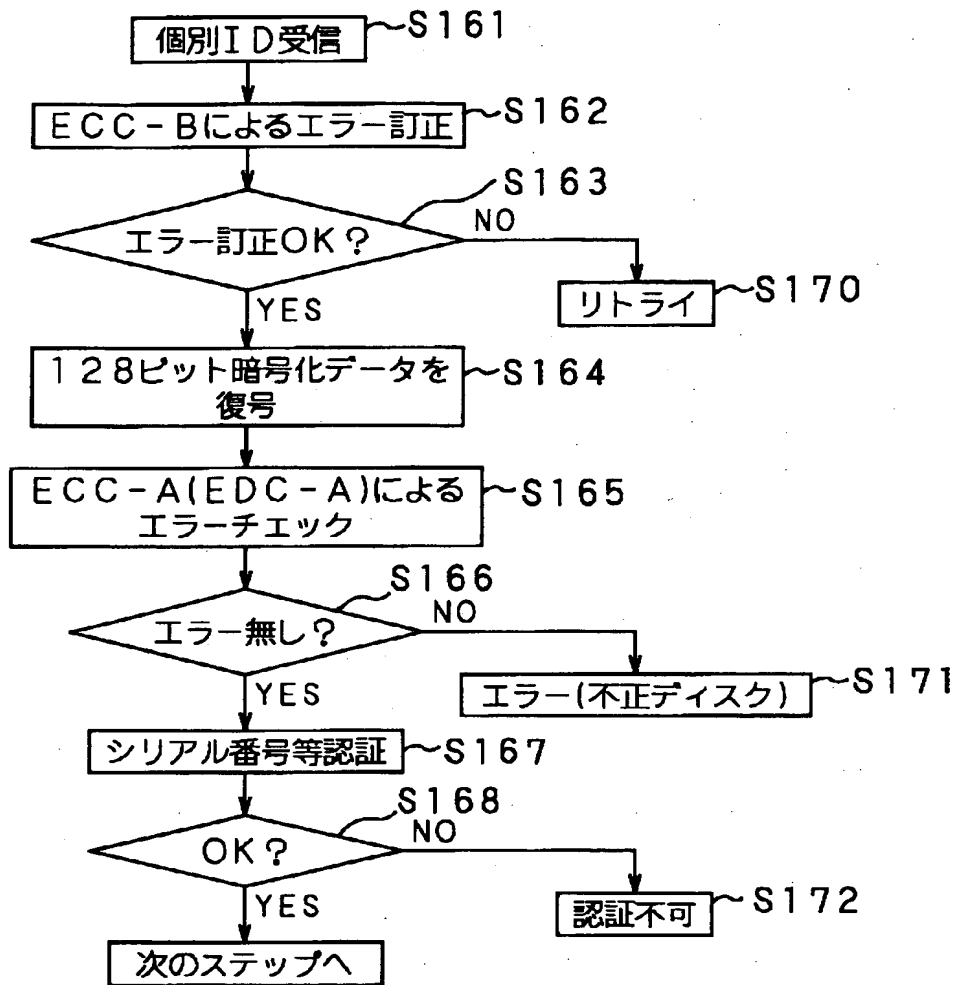 個別ＩＤ受信
S161
ＥＣＣ-Ｂによるエラー訂正
S162
エラー訂正OK？
S163
NO
YES
リトライ
S170
１２８ビット暗号化データを
復号
S164
ＥＣＣ-Ａ(ＥＤＣ-Ａ)による
エラーチェック
S165
エラー無し？
S166
NO
YES
エラー(不正ディスク)
S171
シリアル番号等認証
S167
OK？
S168
NO
YES
認証不可
S172
次のステップへ